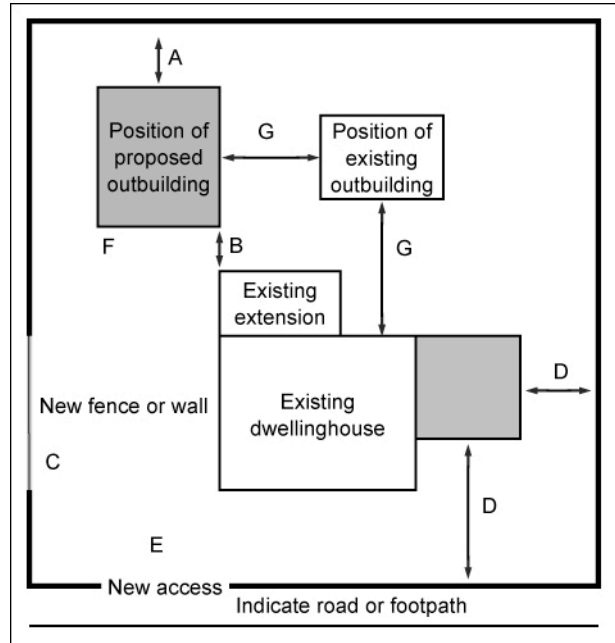 A
Position of
proposed
outbuilding
G
Position of
existing
outbuilding
F
B
G
Existing
extension
New fence or wall
Existing
dwellinghouse
D
C
D
E
New access
Indicate road or footpath